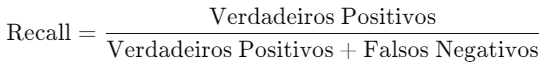 Recall = Verdadeiros Positivos / Verdadeiros Positivos + Falsos Negativos